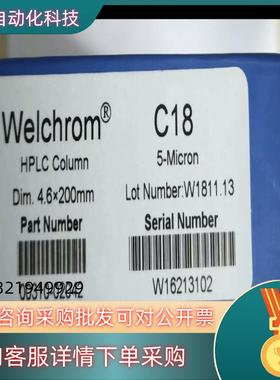 自动化科技
Welchrom®
C18
HPLC Column
5-Micron
Dim. 4.6×200mm
Lot Number:W1811.13
Part Number
Serial Number
821949929
W16213102
咨询采购批发可对公开票
询客服详情下单采购